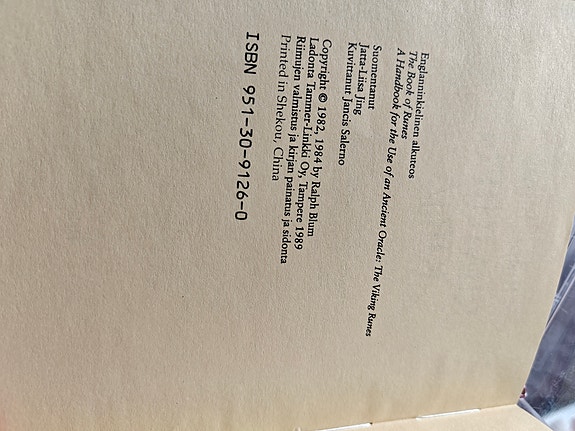 Englanninkielinen alkuteos
The Book of Runes
A Handbook for the Use of an Ancient Oracle: The Viking Runes
Suomentanut
Jatta-Liisa Jing
Kuvittanut Jancis Salerno
Copyright © 1982, 1984 by Ralph Blum
Ladonta Tammer-Linkki Oy, Tampere 1989
Riimujen valmistus ja kirjan painatus ja sidonta
Printed in Shekou, China
ISBN 951-30-9126-0